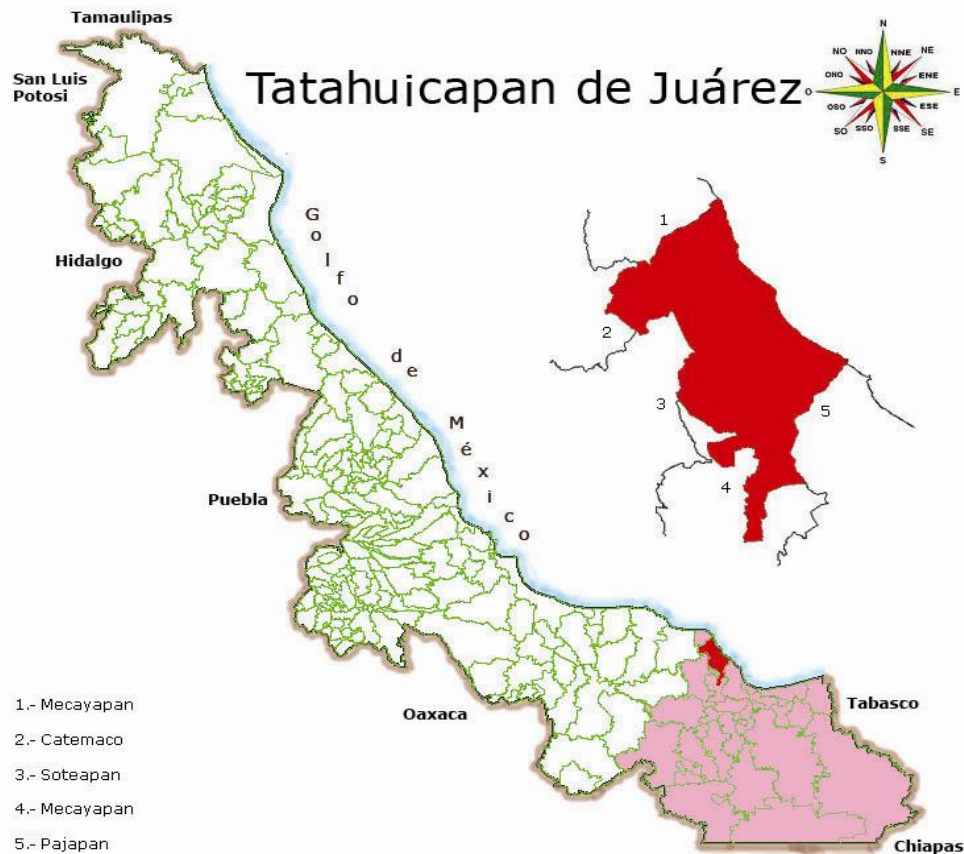 Tamaulipas
San Luis
Potosi
Tatahuicapan de Juárez
N
NNO
NNE
NO
NE
ONO
ENE
O
E
OSO
ESE
SO
SSO
SSE
SE
S
Golfo de México
Hidalgo
Puebla
Oaxaca
Tabasco
Chiapas
1
2
3
4
5
1.- Mecayapan
2.- Catemaco
3.- Soteapan
4.- Mecayapan
5.- Pajapan